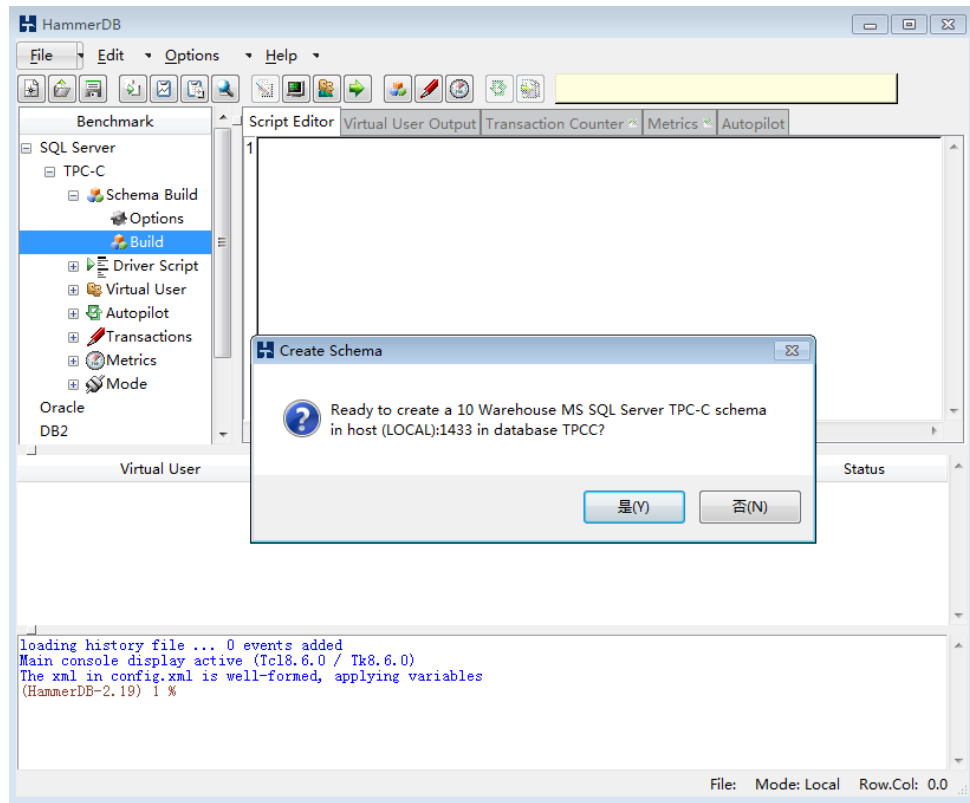 HammerDB
File Edit Options Help
Benchmark
Script Editor Virtual User Output Transaction Counter Metrics Autopilot
SQL Server
1
TPC-C
Schema Build
Options
Build
Driver Script
Virtual User
Autopilot
Transactions
Metrics
Mode
Oracle
DB2
Create Schema
Ready to create a 10 Warehouse MS SQL Server TPC-C schema
in host (LOCAL):1433 in database TPCC?
是(Y) 否(N)
Virtual User Status
loading history file ... 0 events added
Main console display active (Tcl8.6.0 / Tk8.6.0)
The xml in config.xml is well-formed, applying variables
(HammerDB-2.19) 1 %
File: Mode: Local Row.Col: 0.0